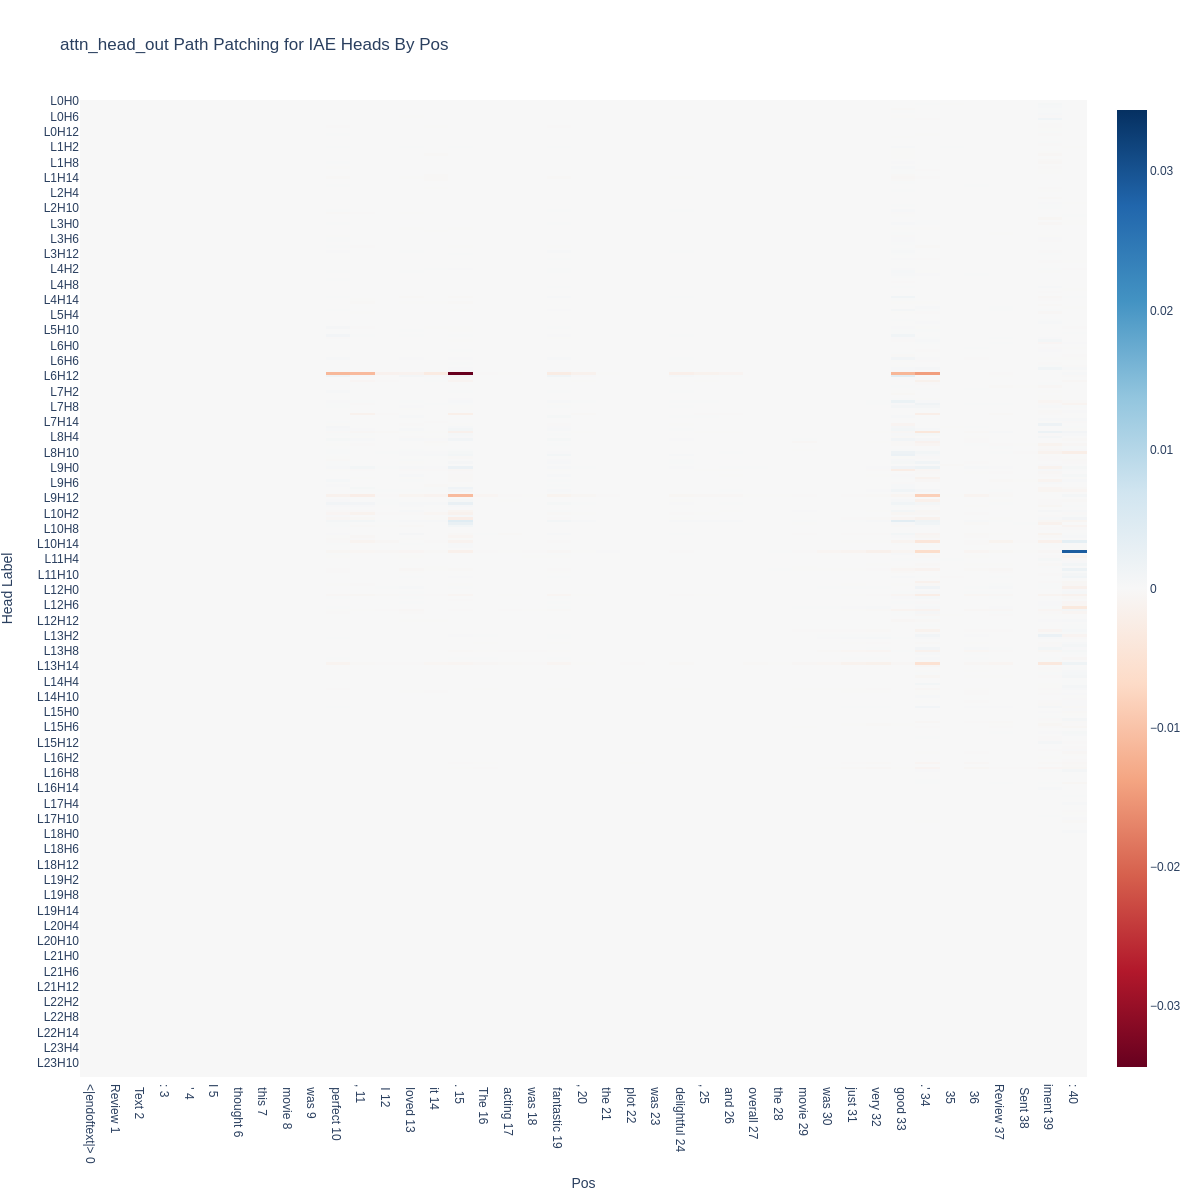 attn_head_out Path Patching for IAE Heads By Pos
L0H0
L0H6
L0H12
L1H2
L1H8
L1H14
L2H4
L2H10
L3H0
L3H6
L3H12
L4H2
L4H8
L4H14
L5H4
L5H10
L6H0
L6H6
L6H12
L7H2
L7H8
L7H14
L8H4
L8H10
L9H0
L9H6
L9H12
L10H2
L10H8
L10H14
L11H4
L11H10
L12H0
L12H6
L12H12
L13H2
L13H8
L13H14
L14H4
L14H10
L15H0
L15H6
L15H12
L16H2
L16H8
L16H14
L17H4
L17H10
L18H0
L18H6
L18H12
L19H2
L19H8
L19H14
L20H4
L20H10
L21H0
L21H6
L21H12
L22H2
L22H8
L22H14
L23H4
L23H10
Head Label
<|endoftext|> 0
Review 1
Text 2
: 3
' 4
I 5
thought 6
this 7
movie 8
was 9
perfect 10
, 11
I 12
loved 13
it 14
. 15
The 16
acting 17
was 18
fantastic 19
, 20
the 21
plot 22
was 23
delightful 24
, 25
and 26
overall 27
the 28
movie 29
was 30
just 31
very 32
good 33
.' 34
35
36
Review 37
Sent 38
iment 39
: 40
Pos
0.03
0.02
0.01
0
−0.01
−0.02
−0.03